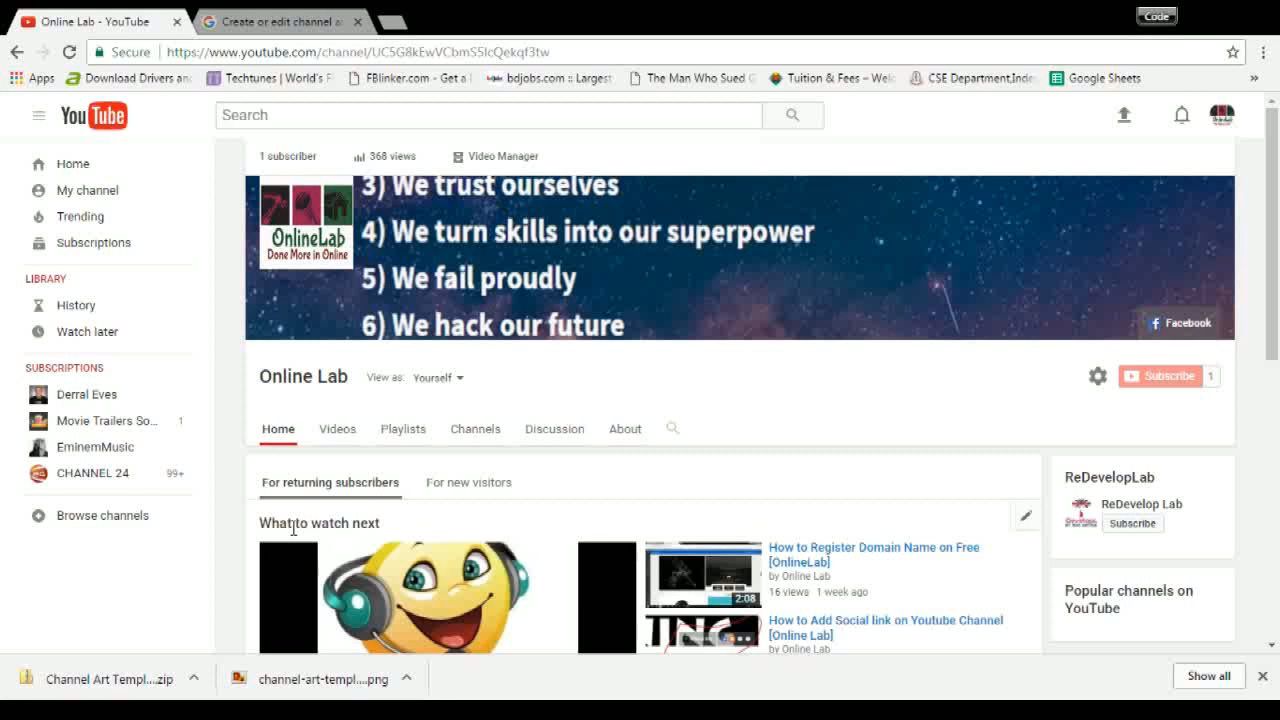 Online Lab - YouTube
Create or edit channel a
Code
Secure
https://www.youtube.com/channel/UC5G8kEwVCbmS5IcQekqf3tw
Apps
Download Drivers an
Techtunes | World's F
FBlinker.com - Get a
bdjobs.com :: Largest
The Man Who Sued G
Tuition & Fees – Wel
CSE Department,Inde
Google Sheets
YouTube
Search
Home
My channel
Trending
Subscriptions
LIBRARY
History
Watch later
SUBSCRIPTIONS
Derral Eves
Movie Trailers So... 1
EminemMusic
CHANNEL 24 99+
Browse channels
1 subscriber
368 views
Video Manager
OnlineLab
Done More in Online
3) We trust ourselves
4) We turn skills into our superpower
5) We fail proudly
6) We hack our future
Facebook
Online Lab
View as: Yourself
Subscribe 1
Home
Videos
Playlists
Channels
Discussion
About
For returning subscribers
For new visitors
What to watch next
2:08
How to Register Domain Name on Free
[OnlineLab]
by Online Lab
16 views 1 week ago
How to Add Social link on Youtube Channel
[Online Lab]
by Online Lab
ReDevelopLab
ReDevelop Lab
Subscribe
Popular channels on
YouTube
Channel Art Templ....zip
channel-art-templ....png
Show all